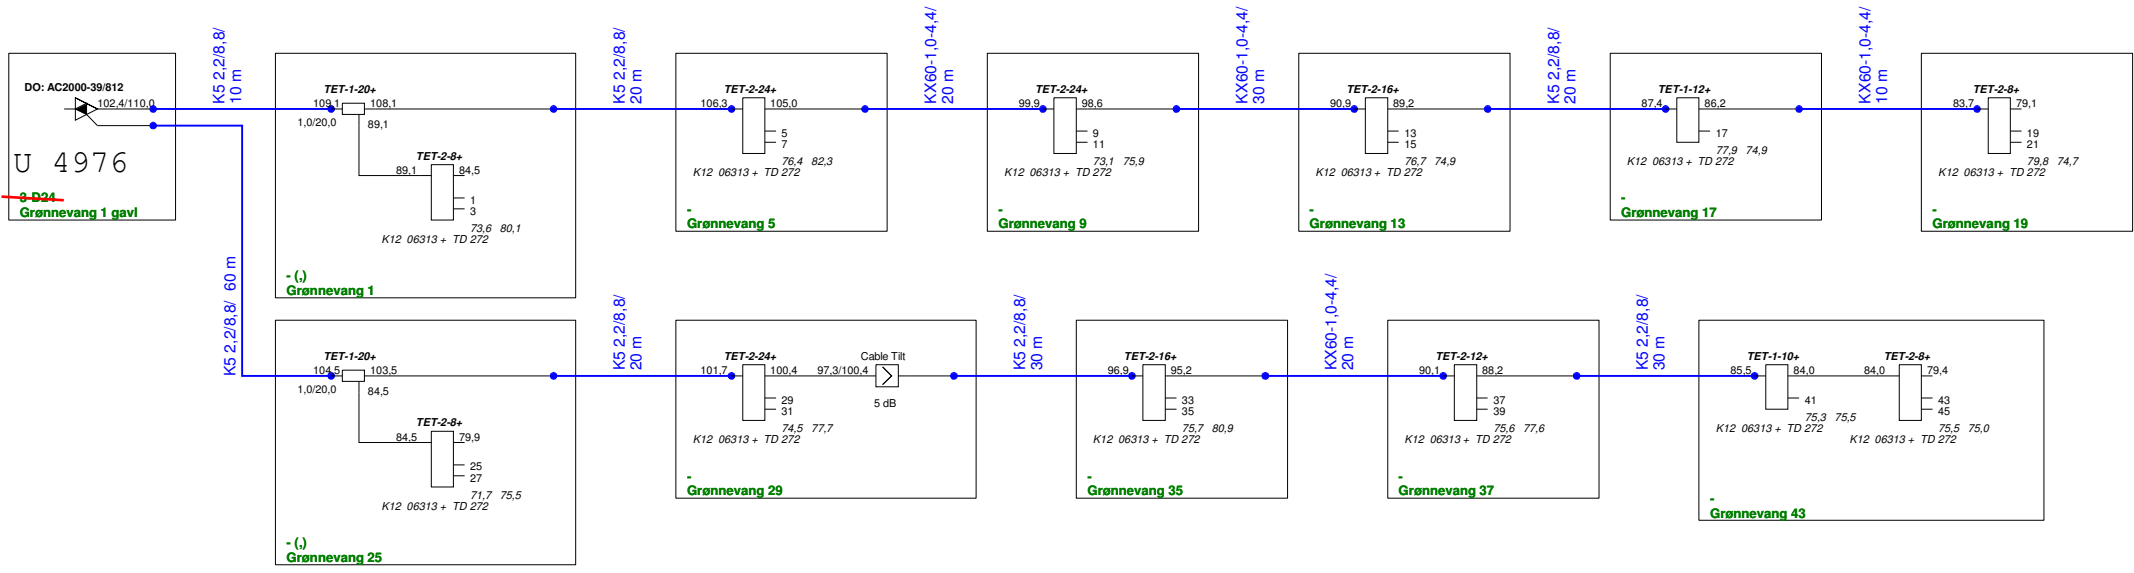 DO: AC2000-39/812
102,4/110,0
U 4976
3-D24
Grønnevang 1 gavl
K5 2,2/8,8/
10 m
TET-1-20+
109,1 108,1
1,0/20,0 89,1
TET-2-8+
89,1 84,5
1
3
73,6 80,1
K12 06313 + TD 272
- (,)
Grønnevang 1
K5 2,2/8,8/
20 m
TET-2-24+
106,3 105,0
5
7
76,4 82,3
K12 06313 + TD 272
-
Grønnevang 5
KX60-1,0-4,4/
20 m
TET-2-24+
99,9 98,6
9
11
73,1 75,9
K12 06313 + TD 272
-
Grønnevang 9
KX60-1,0-4,4/
30 m
TET-2-16+
90,9 89,2
13
15
76,7 74,9
K12 06313 + TD 272
-
Grønnevang 13
K5 2,2/8,8/
20 m
TET-1-12+
87,4 86,2
17
77,9 74,9
K12 06313 + TD 272
-
Grønnevang 17
KX60-1,0-4,4/
10 m
TET-2-8+
83,7 79,1
19
21
79,8 74,7
K12 06313 + TD 272
-
Grønnevang 19
K5 2,2/8,8/ 60 m
TET-1-20+
104,5 103,5
1,0/20,0 84,5
TET-2-8+
84,5 79,9
25
27
71,7 75,5
K12 06313 + TD 272
- (,)
Grønnevang 25
K5 2,2/8,8/
20 m
TET-2-24+
101,7 100,4
29
31
74,5 77,7
K12 06313 + TD 272
Cable Tilt
97,3/100,4
5 dB
-
Grønnevang 29
K5 2,2/8,8/
30 m
TET-2-16+
96,9 95,2
33
35
75,7 80,9
K12 06313 + TD 272
-
Grønnevang 35
KX60-1,0-4,4/
20 m
TET-2-12+
90,1 88,2
37
39
75,6 77,6
K12 06313 + TD 272
-
Grønnevang 37
K5 2,2/8,8/
30 m
TET-1-10+
85,5 84,0
41
75,3 75,5
K12 06313 + TD 272
TET-2-8+
84,0 79,4
43
45
75,5 75,0
K12 06313 + TD 272
-
Grønnevang 43